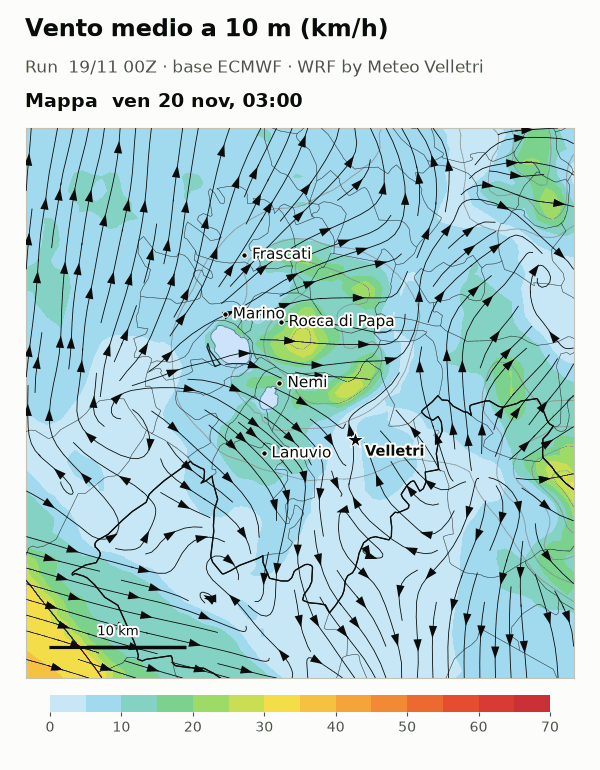 Vento medio a 10 m (km/h)
Run  19/11 00Z · base ECMWF · WRF by Meteo Velletri
Mappa  ven 20 nov, 03:00
Frascati
Marino
Rocca di Papa
Nemi
Lanuvio
Velletri
10 km
0 10 20 30 40 50 60 70